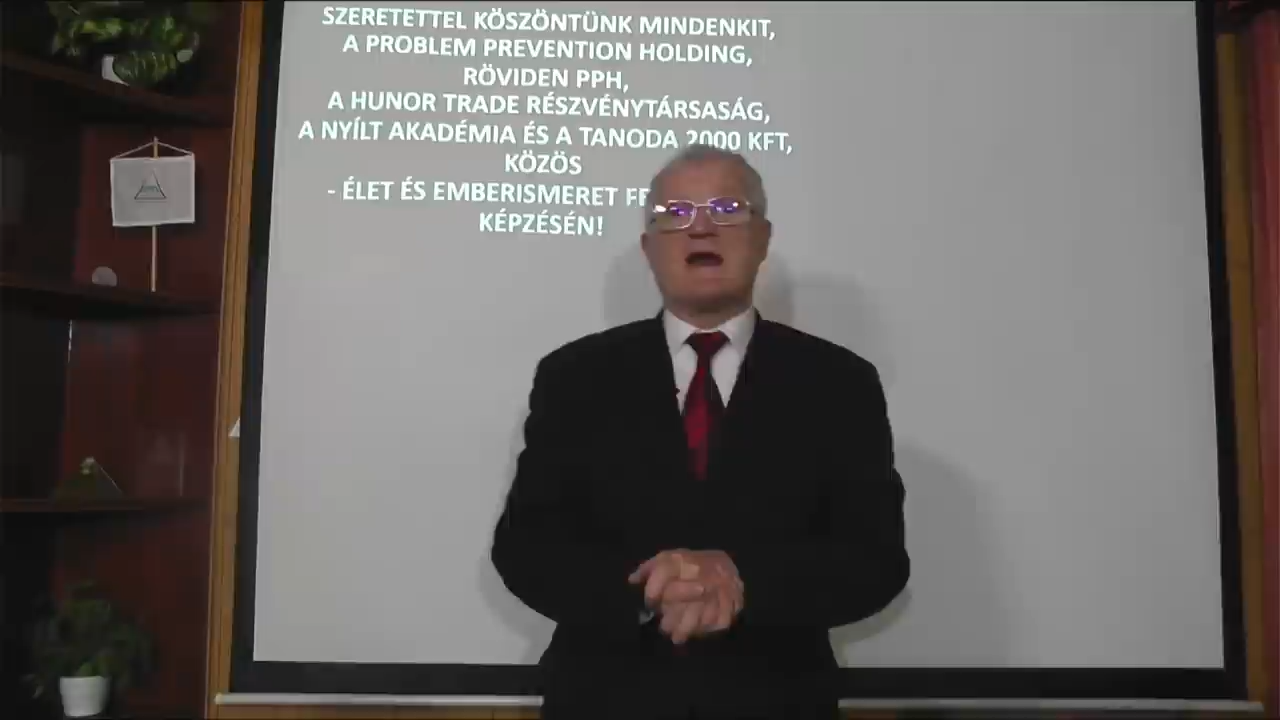 SZERETETTEL KÖSZÖNTÜNK MINDENKIT,
A PROBLEM PREVENTION HOLDING,
RÖVIDEN PPH,
A HUNOR TRADE RÉSZVÉNYTÁRSASÁG,
A NYÍLT AKADÉMIA ÉS A TANODA 2000 KFT,
KÖZÖS
- ÉLET ÉS EMBERISMERET
KÉPZÉSÉN!